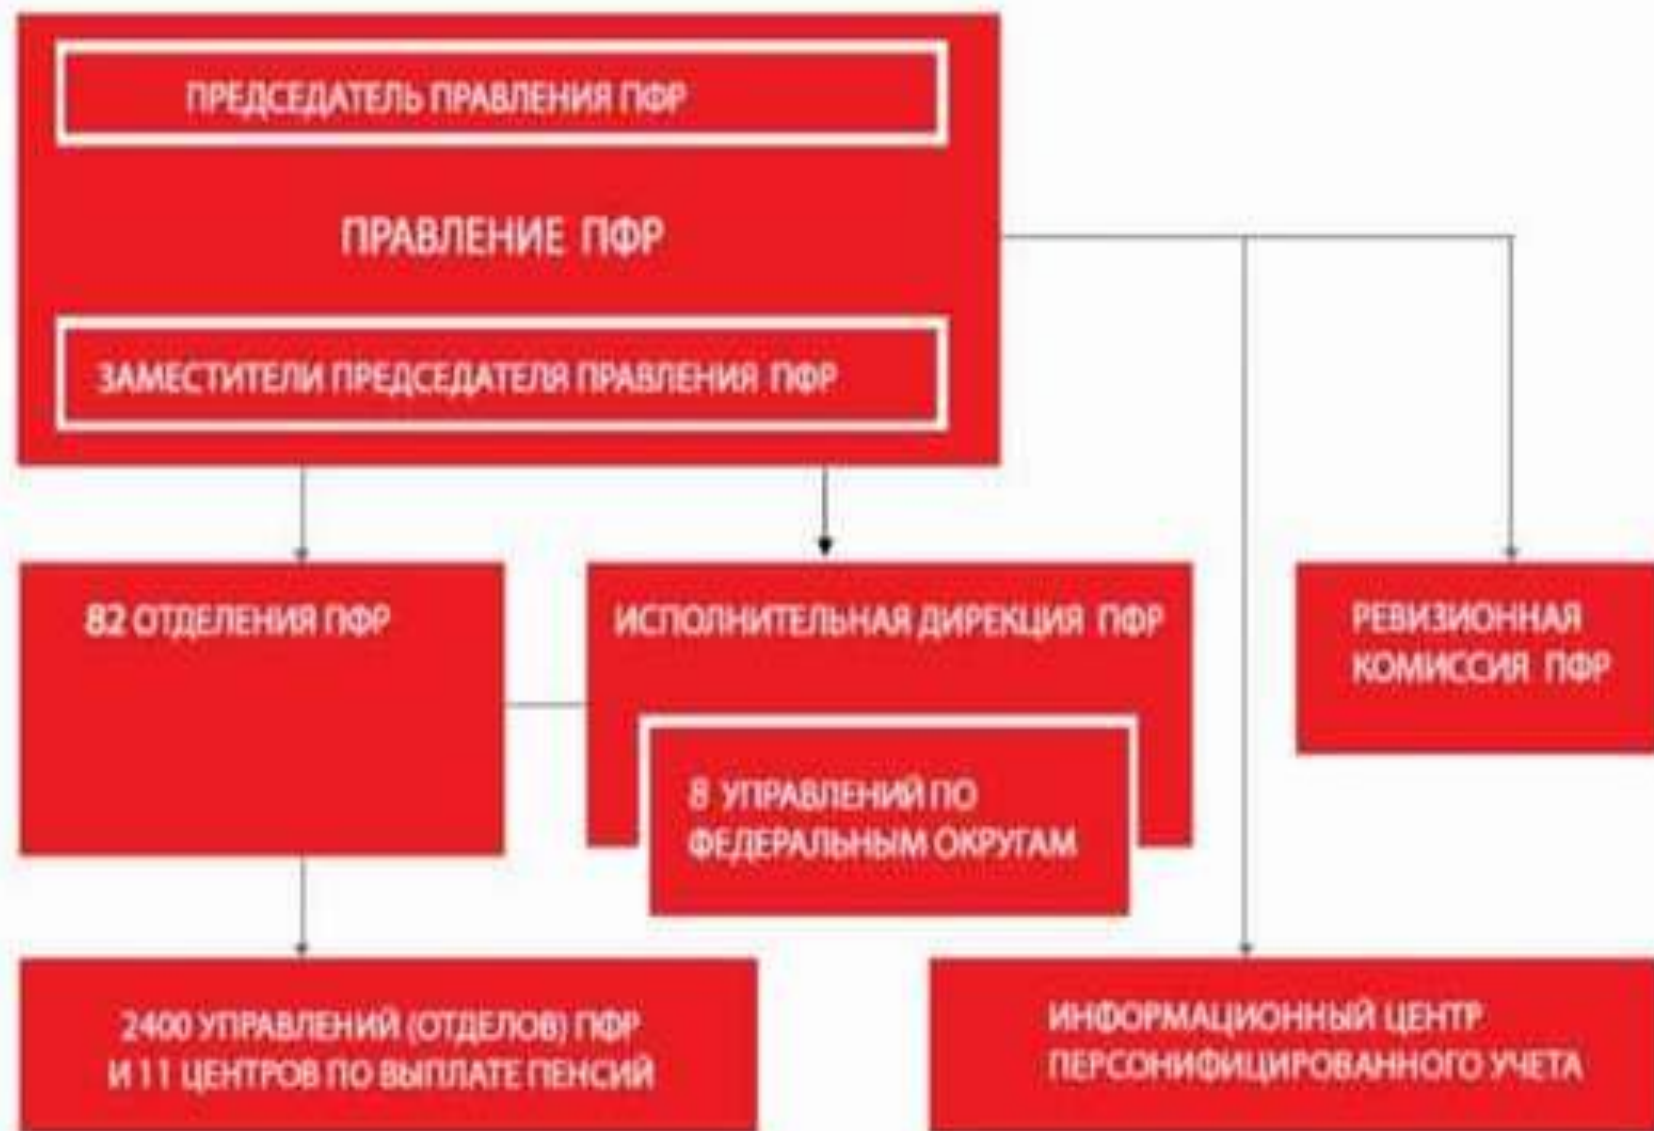 ПРЕДСЕДАТЕЛЬ ПРАВЛЕНИЯ ПФР
ПРАВЛЕНИЕ ПФР
ЗАМЕСТИТЕЛИ ПРЕДСЕДАТЕЛЯ ПРАВЛЕНИЯ ПФР
82 ОТДЕЛЕНИЯ ПФР
ИСПОЛНИТЕЛЬНАЯ ДИРЕКЦИЯ ПФР
8 УПРАВЛЕНИЙ ПО
ФЕДЕРАЛЬНЫМ ОКРУГАМ
РЕВИЗИОННАЯ
КОМИССИЯ ПФР
2400 УПРАВЛЕНИЙ (ОТДЕЛОВ) ПФР
И 11 ЦЕНТРОВ ПО ВЫПЛАТЕ ПЕНСИЙ
ИНФОРМАЦИОННЫЙ ЦЕНТР
ПЕРСОНИФИЦИРОВАННОГО УЧЕТА